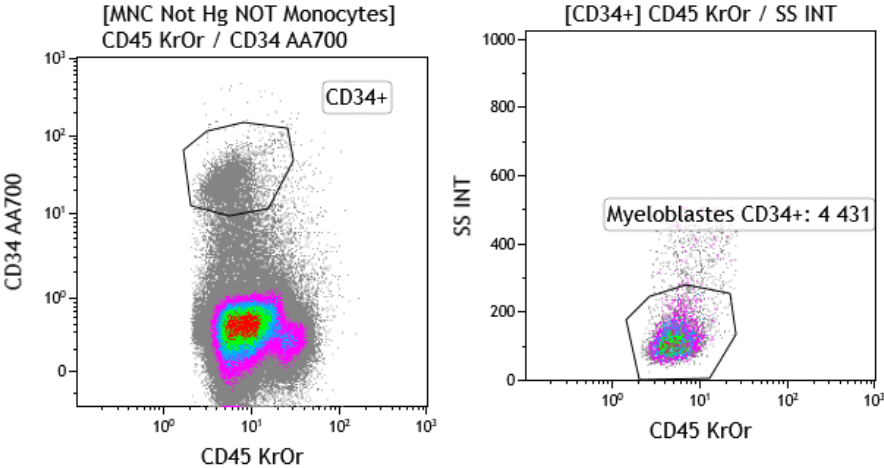 [MNC Not Hg NOT Monocytes]
CD45 KrOr / CD34 AA700
CD34+
CD34 AA700
10³
10²
10¹
10⁰
0
10⁰ 10¹ 10² 10³
CD45 KrOr
[CD34+] CD45 KrOr / SS INT
Myeloblastes CD34+: 4 431
SS INT
1000
800
600
400
200
0
10⁰ 10¹ 10² 10³
CD45 KrOr